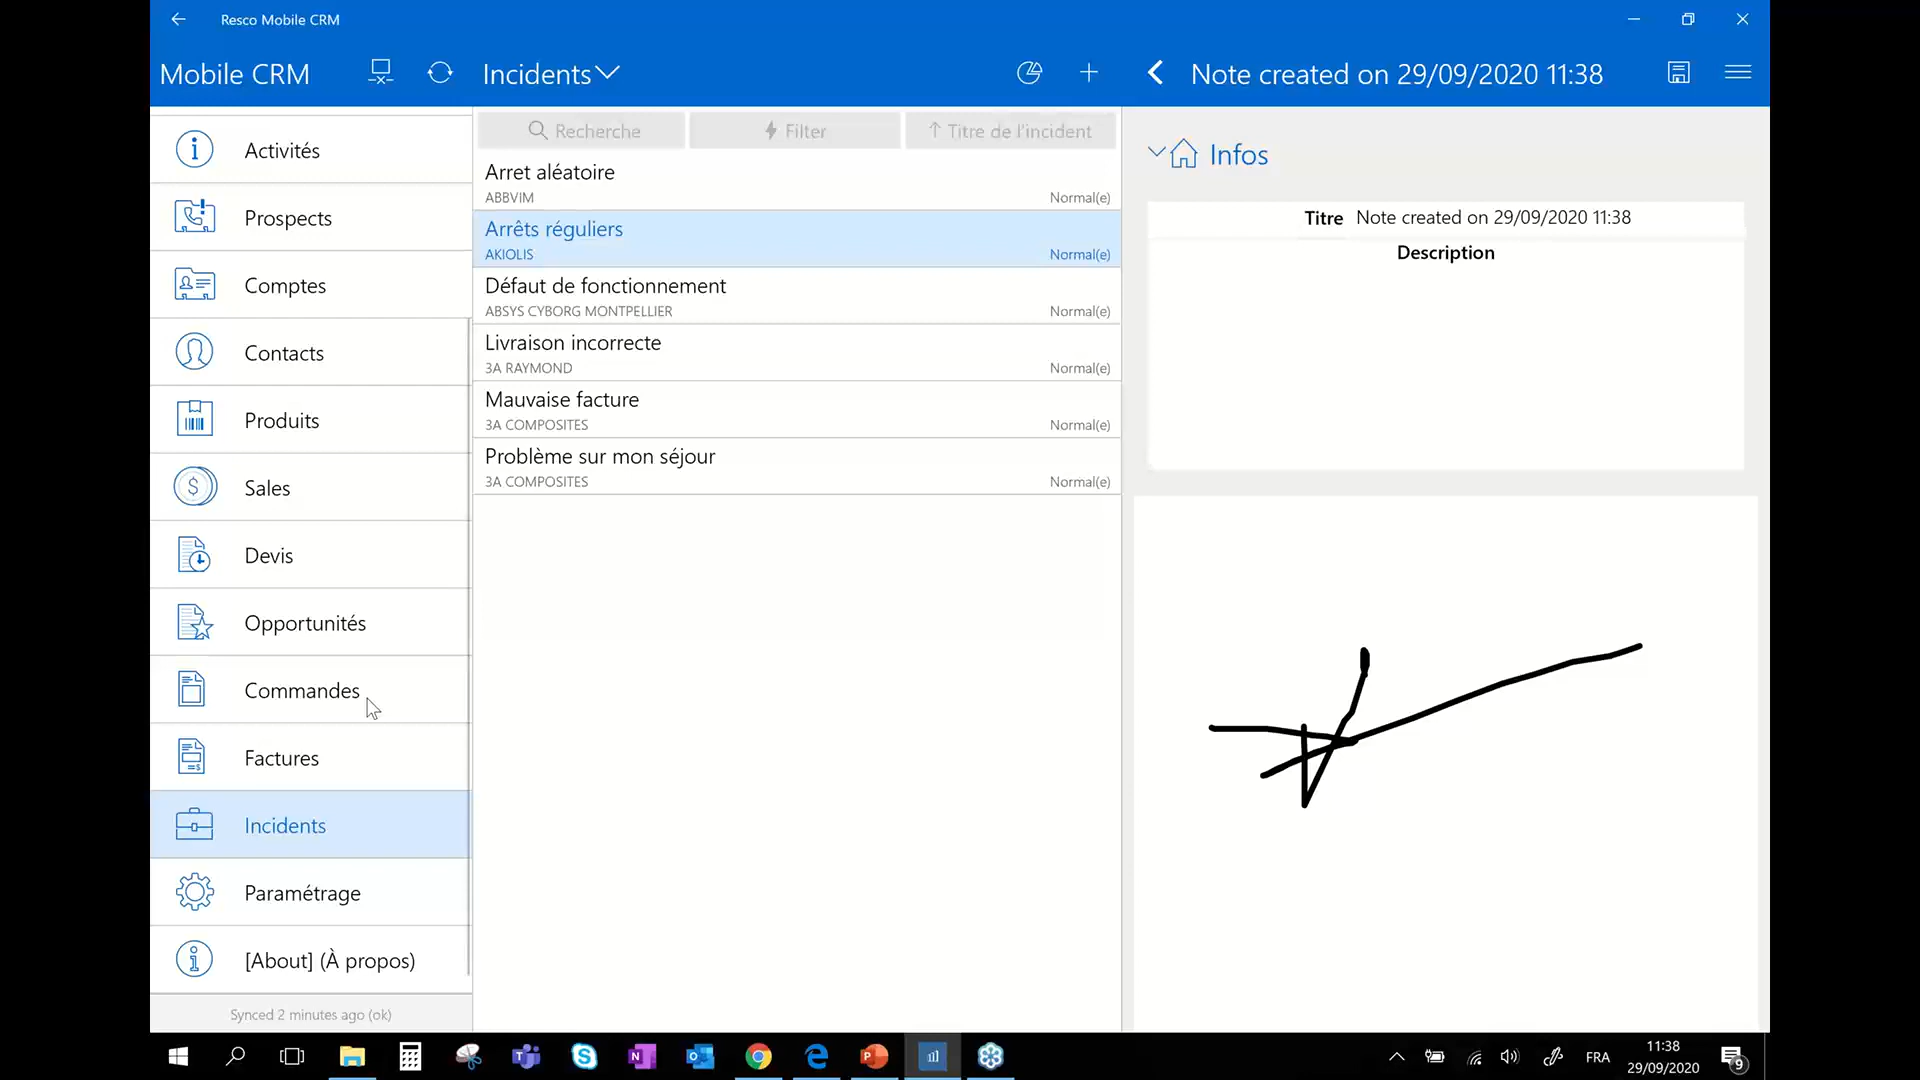 Resco Mobile CRM
Mobile CRM
Incidents
Note created on 29/09/2020 11:38
Activités
Prospects
Comptes
Contacts
Produits
Sales
Devis
Opportunités
Commandes
Factures
Incidents
Paramétrage
[About] (À propos)
Synced 2 minutes ago (ok)
Recherche
Filter
Titre de l'incident
Arret aléatoire
ABBVIM
Normal(e)
Arrêts réguliers
AKIOLIS
Normal(e)
Défaut de fonctionnement
ABSYS CYBORG MONTPELLIER
Normal(e)
Livraison incorrecte
3A RAYMOND
Normal(e)
Mauvaise facture
3A COMPOSITES
Normal(e)
Problème sur mon séjour
3A COMPOSITES
Normal(e)
Infos
Titre Note created on 29/09/2020 11:38
Description
FRA
11:38
29/09/2020
9